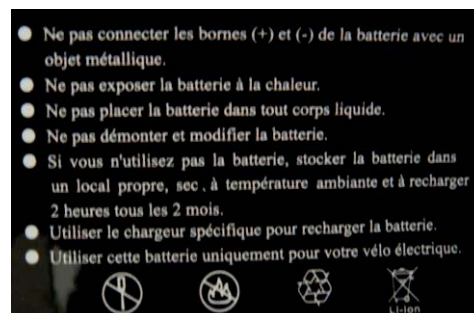 Ne pas connecter les bornes (+) et (-) de la batterie avec un
objet métallique.
Ne pas exposer la batterie à la chaleur.
Ne pas placer la batterie dans tout corps liquide.
Ne pas démonter et modifier la batterie.
Si vous n'utilisez pas la batterie, stocker la batterie dans
un local propre, sec, à température ambiante et à recharger
2 heures tous les 2 mois.
Utiliser le chargeur spécifique pour recharger la batterie.
Utiliser cette batterie uniquement pour votre vélo électrique.
Li-Ion